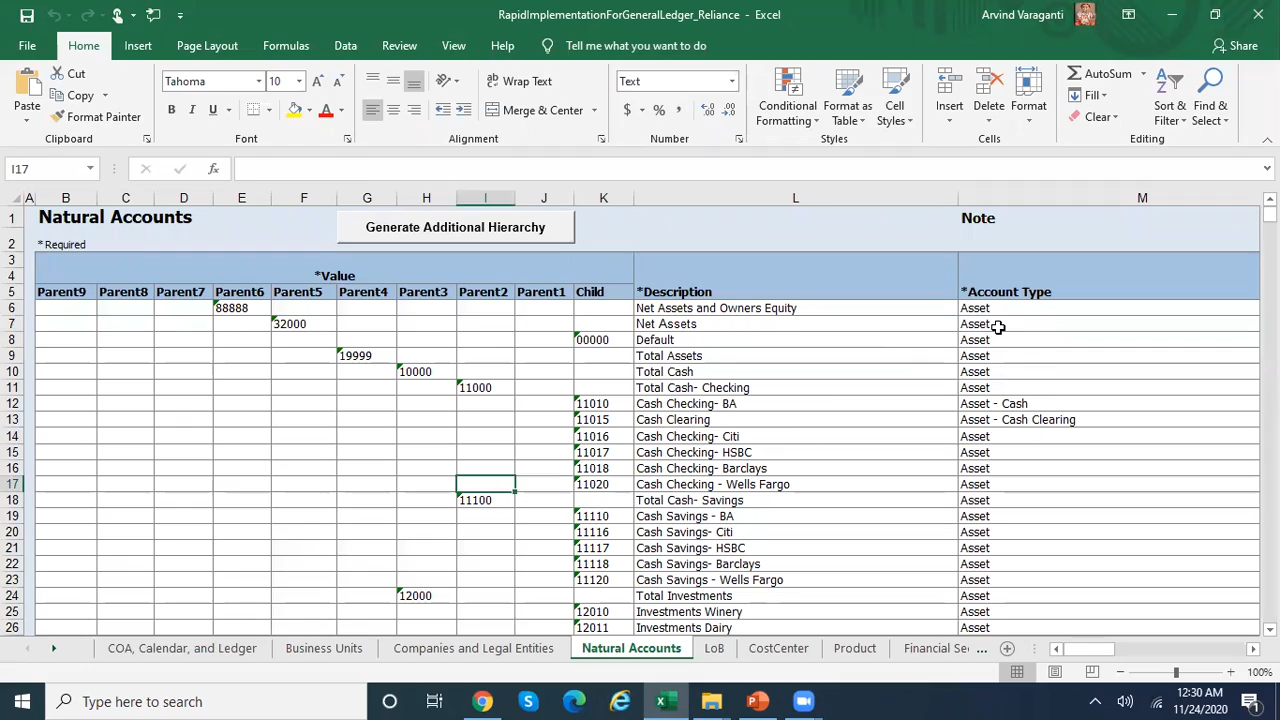 RapidImplementationForGeneralLedger_Reliance - Excel
Arvind Varaganti
File Home Insert Page Layout Formulas Data Review View Help Tell me what you want to do Share
Paste
Cut
Copy
Format Painter
Clipboard
Tahoma 10
B I U
Font
Wrap Text
Merge & Center
Alignment
Text
$ % ,
Number
Conditional Formatting
Format as Table
Cell Styles
Styles
Insert Delete Format
Cells
AutoSum
Fill
Clear
Sort & Filter
Find & Select
Editing
I17
fx
A B C D E F G H I J K L M
1 Natural Accounts Generate Additional Hierarchy Note
2 * Required
3
4 *Value
5 Parent9 Parent8 Parent7 Parent6 Parent5 Parent4 Parent3 Parent2 Parent1 Child *Description *Account Type
6 88888 Net Assets and Owners Equity Asset
7 32000 Net Assets Asset
8 00000 Default Asset
9 19999 Total Assets Asset
10 10000 Total Cash Asset
11 11000 Total Cash- Checking Asset
12 11010 Cash Checking- BA Asset - Cash
13 11015 Cash Clearing Asset - Cash Clearing
14 11016 Cash Checking- Citi Asset
15 11017 Cash Checking- HSBC Asset
16 11018 Cash Checking- Barclays Asset
17 11020 Cash Checking - Wells Fargo Asset
18 11100 Total Cash- Savings Asset
19 11110 Cash Savings - BA Asset
20 11116 Cash Savings- Citi Asset
21 11117 Cash Savings- HSBC Asset
22 11118 Cash Savings- Barclays Asset
23 11120 Cash Savings - Wells Fargo Asset
24 12000 Total Investments Asset
25 12010 Investments Winery Asset
26 12011 Investments Dairy Asset
COA, Calendar, and Ledger Business Units Companies and Legal Entities Natural Accounts LoB CostCenter Product Financial Sec ...
100%
Type here to search
12:30 AM
11/24/2020
1